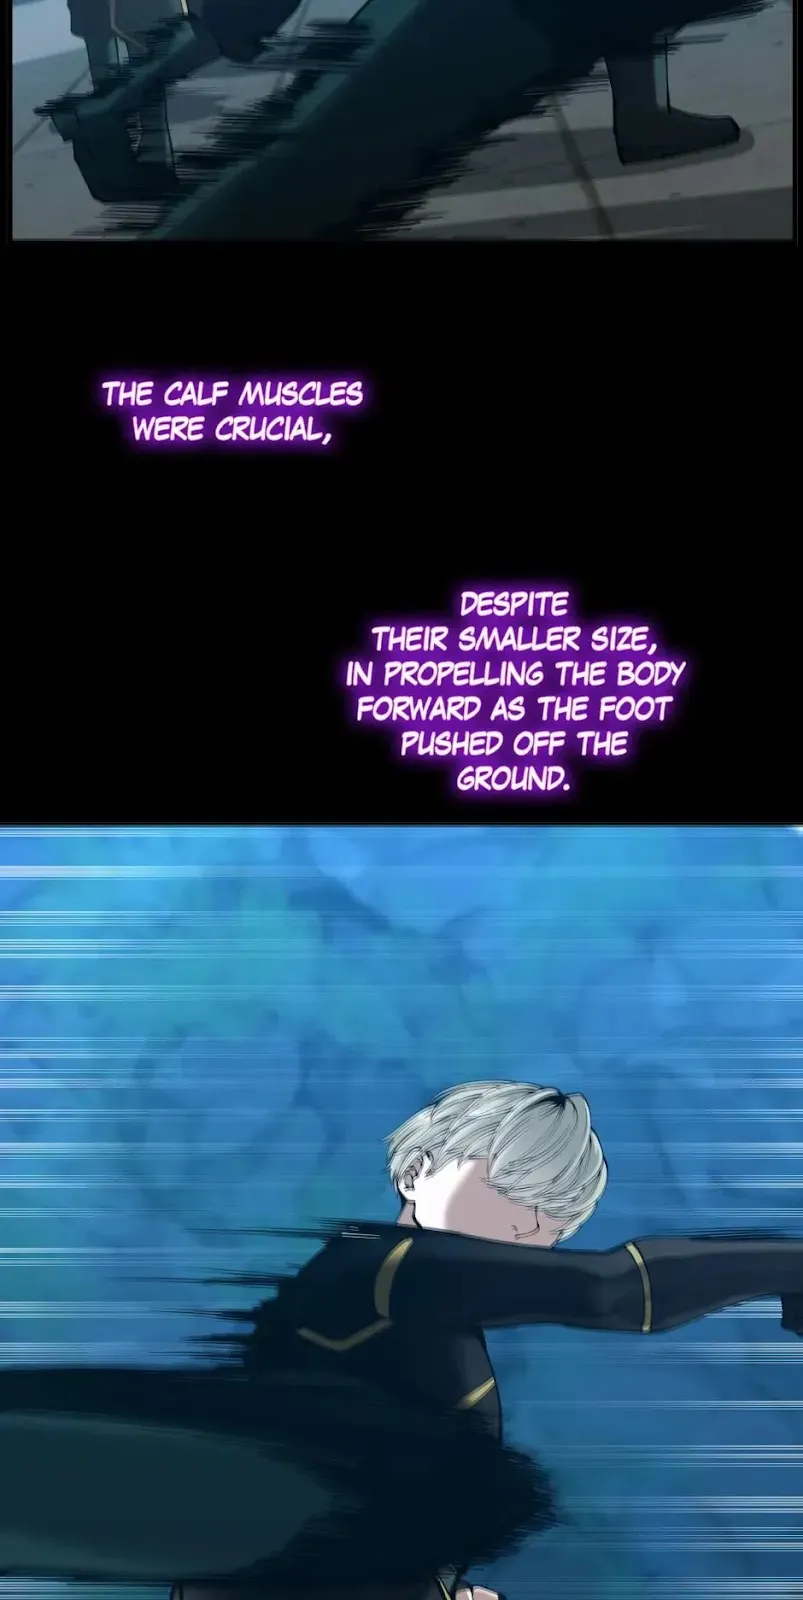 THE CALF MUSCLES
WERE CRUCIAL,
DESPITE
THEIR SMALLER SIZE,
IN PROPELLING THE BODY
FORWARD AS THE FOOT
PUSHED OFF THE
GROUND.